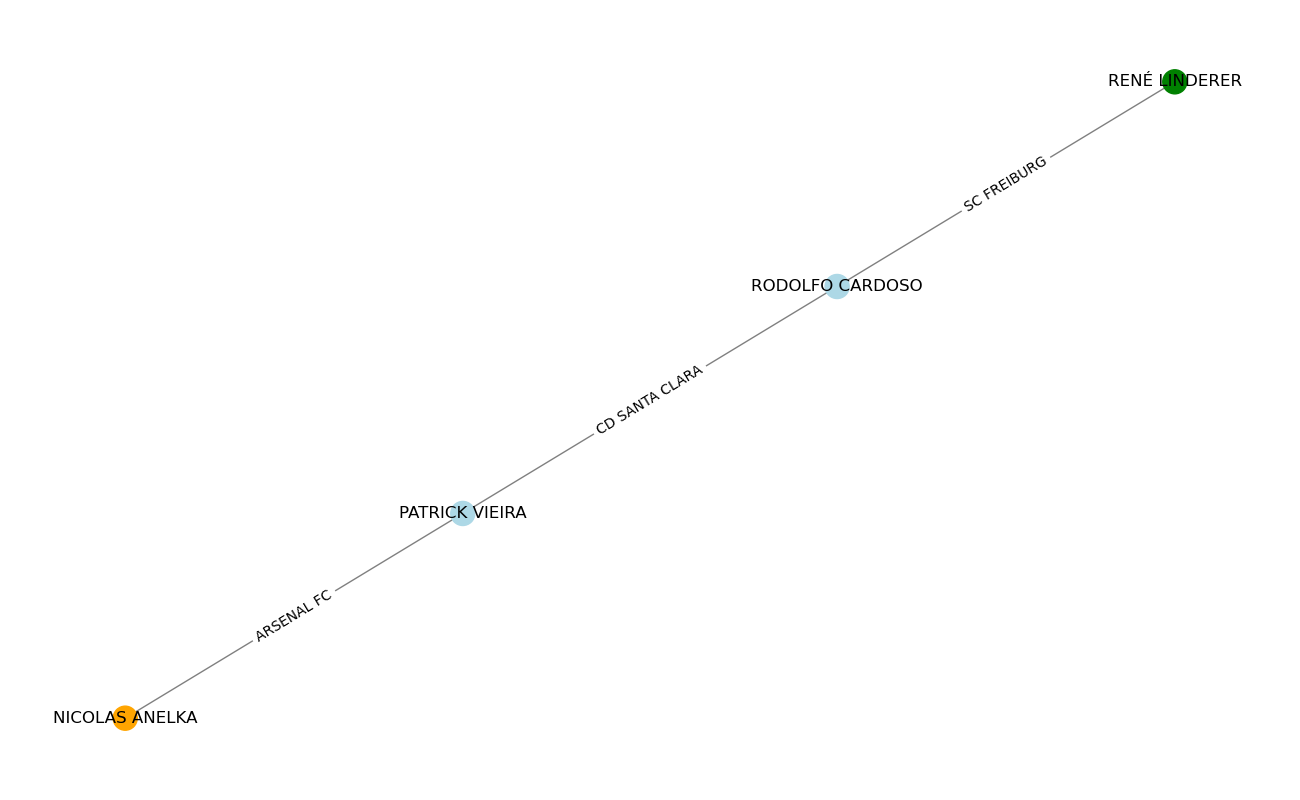 RENÉ LINDERER
SC FREIBURG
RODOLFO CARDOSO
CD SANTA CLARA
PATRICK VIEIRA
ARSENAL FC
NICOLAS ANELKA